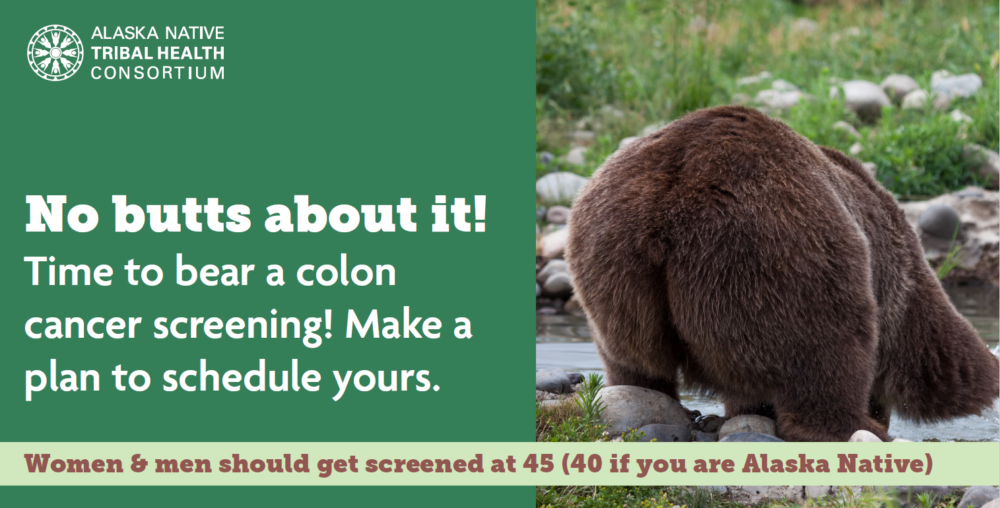 ALASKA NATIVE
TRIBAL HEALTH
CONSORTIUM
No butts about it!
Time to bear a colon
cancer screening! Make a
plan to schedule yours.
Women & men should get screened at 45 (40 if you are Alaska Native)